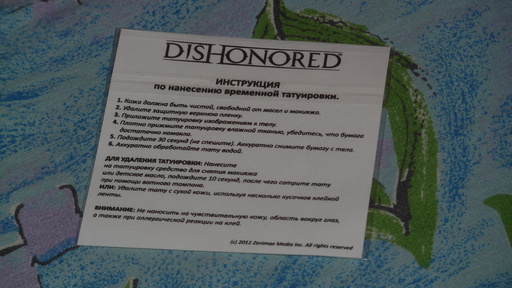 DISHONORED
ИНСТРУКЦИЯ
по нанесению временной татуировки.
1. Кожа должна быть чистой, свободной от масел и макияжа.
2. Удалите защитную верхнюю пленку.
3. Приложите татуировку изображением к телу.
4. Плотно прижмите татуировку влажной тканью, убедитесь, что бумага
достаточно намокла.
5. Подождите 30 секунд (не спешите). Аккуратно снимите бумагу с тела.
6. Аккуратно обработайте тату водой.
ДЛЯ УДАЛЕНИЯ ТАТУИРОВКИ: Нанесите
на татуировку средство для снятия макияжа
или детское масло, подождите 10 секунд, после чего сотрите тату
при помощи ватного тампона.
ИЛИ: Удалите тату с сухой кожи, используя несколько кусочков клейкой
ленты.
ВНИМАНИЕ: Не наносить на чувствительную кожу, область вокруг глаз,
а также при аллергической реакции на клей.
(c) 2012 Zenimax Media Inc. All rights reserved